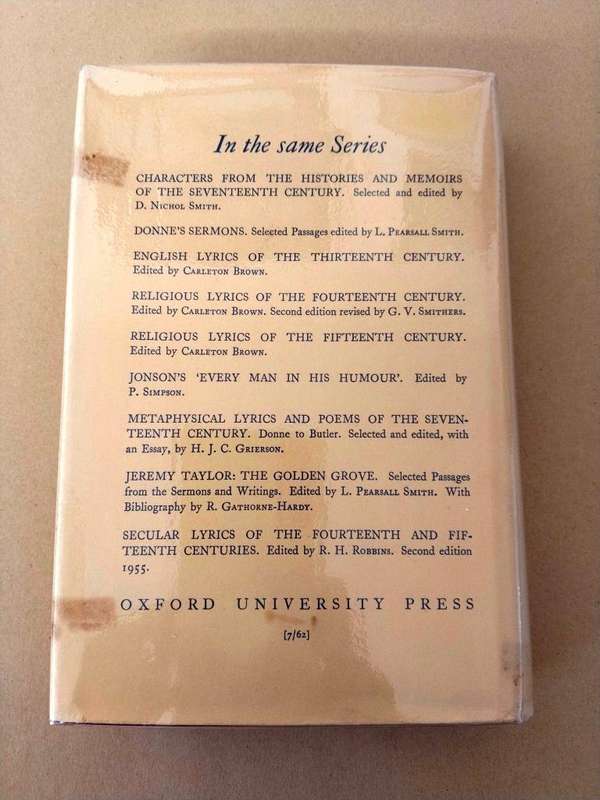 In the same Series
CHARACTERS FROM THE HISTORIES AND MEMOIRS
OF THE SEVENTEENTH CENTURY. Selected and edited by
D. NICHOL SMITH.
DONNE'S SERMONS. Selected Passages edited by L. PEARSALL SMITH.
ENGLISH LYRICS OF THE THIRTEENTH CENTURY.
Edited by CARLETON BROWN.
RELIGIOUS LYRICS OF THE FOURTEENTH CENTURY.
Edited by CARLETON BROWN. Second edition revised by G. V. SMITHERS.
RELIGIOUS LYRICS OF THE FIFTEENTH CENTURY.
Edited by CARLETON BROWN.
JONSON'S 'EVERY MAN IN HIS HUMOUR'. Edited by
P. SIMPSON.
METAPHYSICAL LYRICS AND POEMS OF THE SEVEN-
TEENTH CENTURY. Donne to Butler. Selected and edited, with
an Essay, by H. J. C. GRIERSON.
JEREMY TAYLOR: THE GOLDEN GROVE. Selected Passages
from the Sermons and Writings. Edited by L. PEARSALL SMITH. With
Bibliography by R. GATHORNE-HARDY.
SECULAR LYRICS OF THE FOURTEENTH AND FIF-
TEENTH CENTURIES. Edited by R. H. ROBBINS. Second edition
1955.
OXFORD UNIVERSITY PRESS
[7/62]